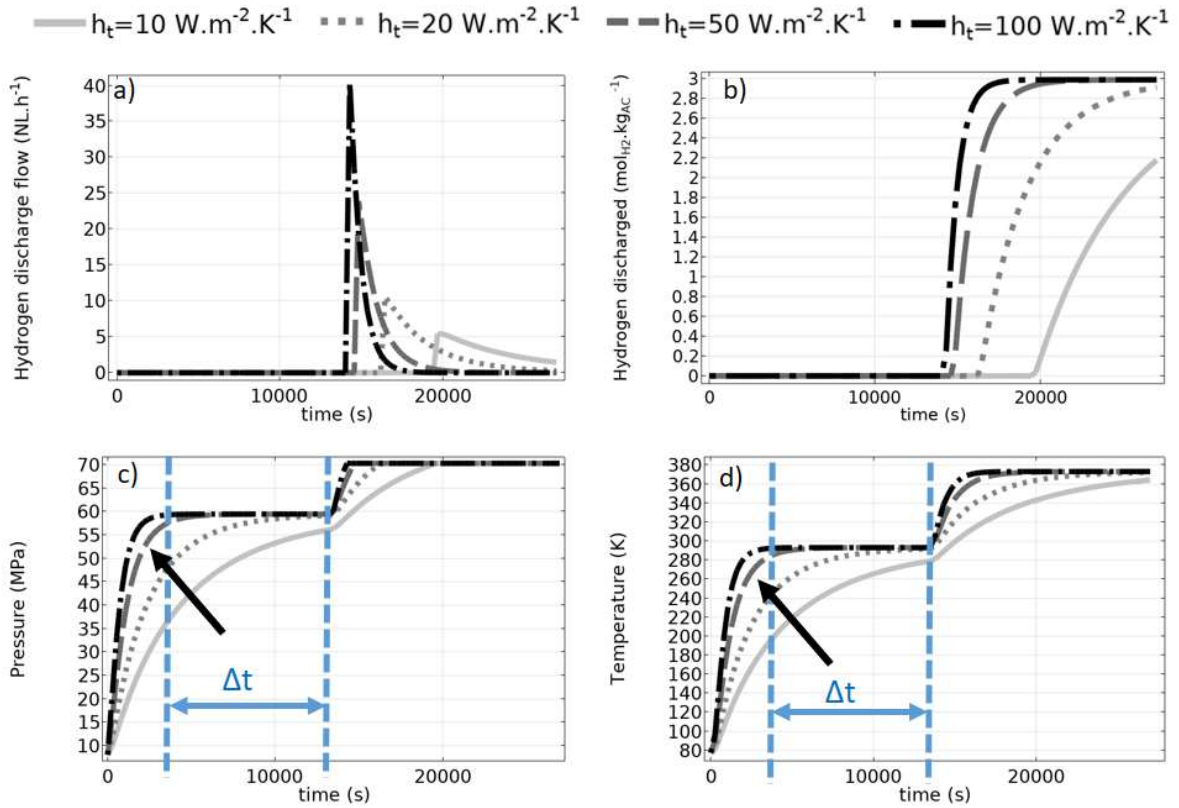 hₜ=10 W.m⁻².K⁻¹ hₜ=20 W.m⁻².K⁻¹ hₜ=50 W.m⁻².K⁻¹ hₜ=100 W.m⁻².K⁻¹
a)
Hydrogen discharge flow (NL.h⁻¹)
40
35
30
25
20
15
10
5
0
0 10000 20000
time (s)
b)
Hydrogen discharged (mol_H2.kg_AC⁻¹)
3
2.8
2.6
2.4
2.2
2
1.8
1.6
1.4
1.2
1
0.8
0.6
0.4
0.2
0
0 10000 20000
time (s)
c)
Pressure (MPa)
70
65
60
55
50
45
40
35
30
25
20
15
10
Δt
0 10000 20000
time (s)
d)
Temperature (K)
380
360
340
320
300
280
260
240
220
200
180
160
140
120
100
80
Δt
0 10000 20000
time (s)